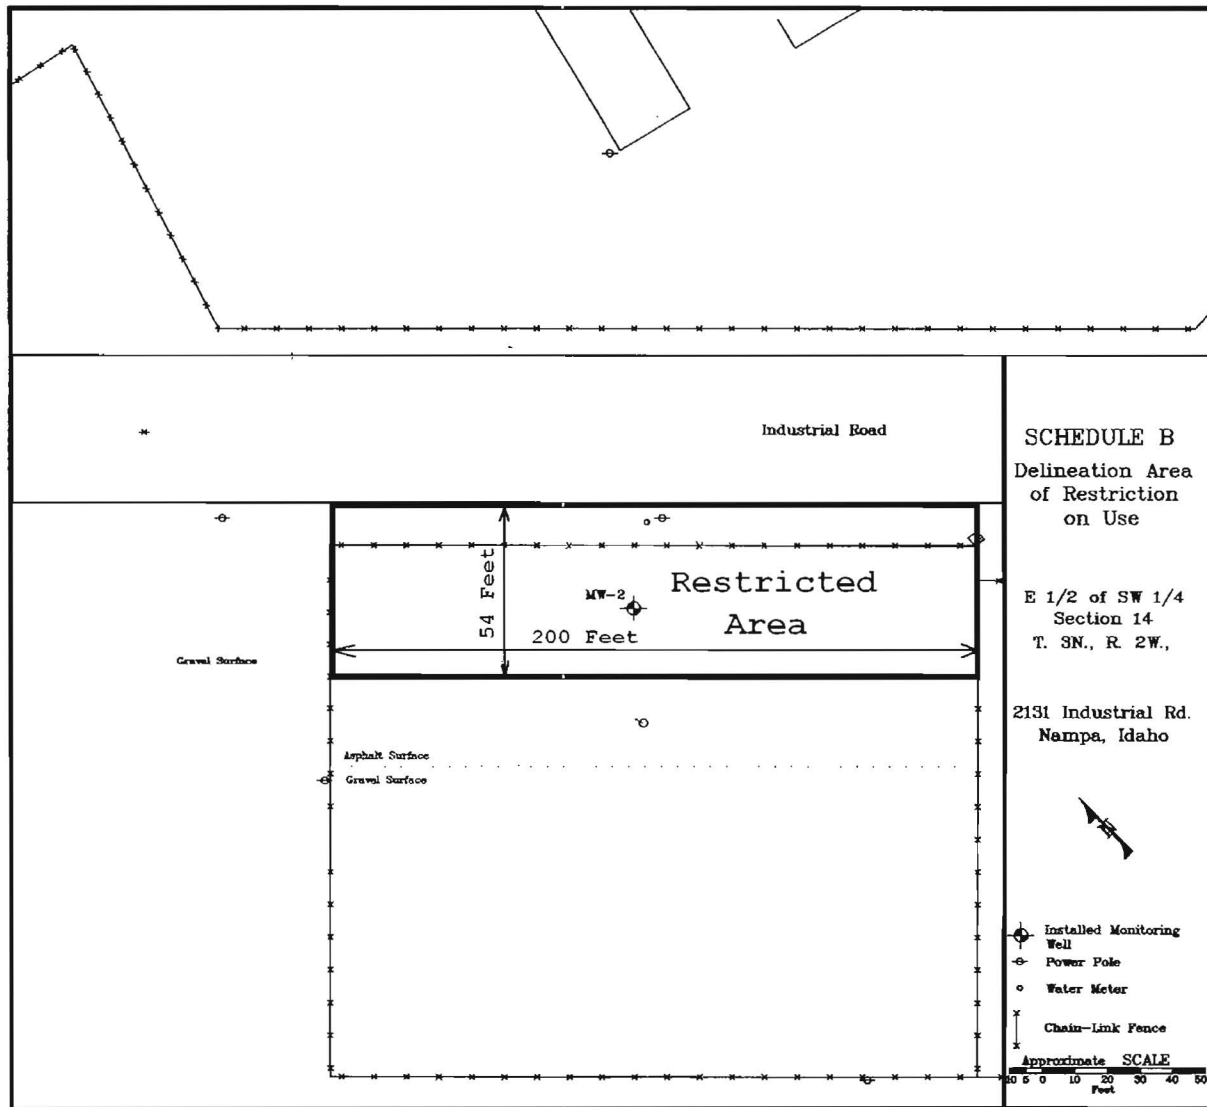 Industrial Road
SCHEDULE B
Delineation Area
of Restriction
on Use
E 1/2 of SW 1/4
Section 14
T. 3N., R. 2W.,
2131 Industrial Rd.
Nampa, Idaho
54 Feet
MW-2
Restricted
Area
200 Feet
Gravel Surface
Asphalt Surface
Gravel Surface
N
Installed Monitoring
Well
Power Pole
Water Meter
Chain-Link Fence
Approximate SCALE
10 5 0 10 20 30 40 50
Feet